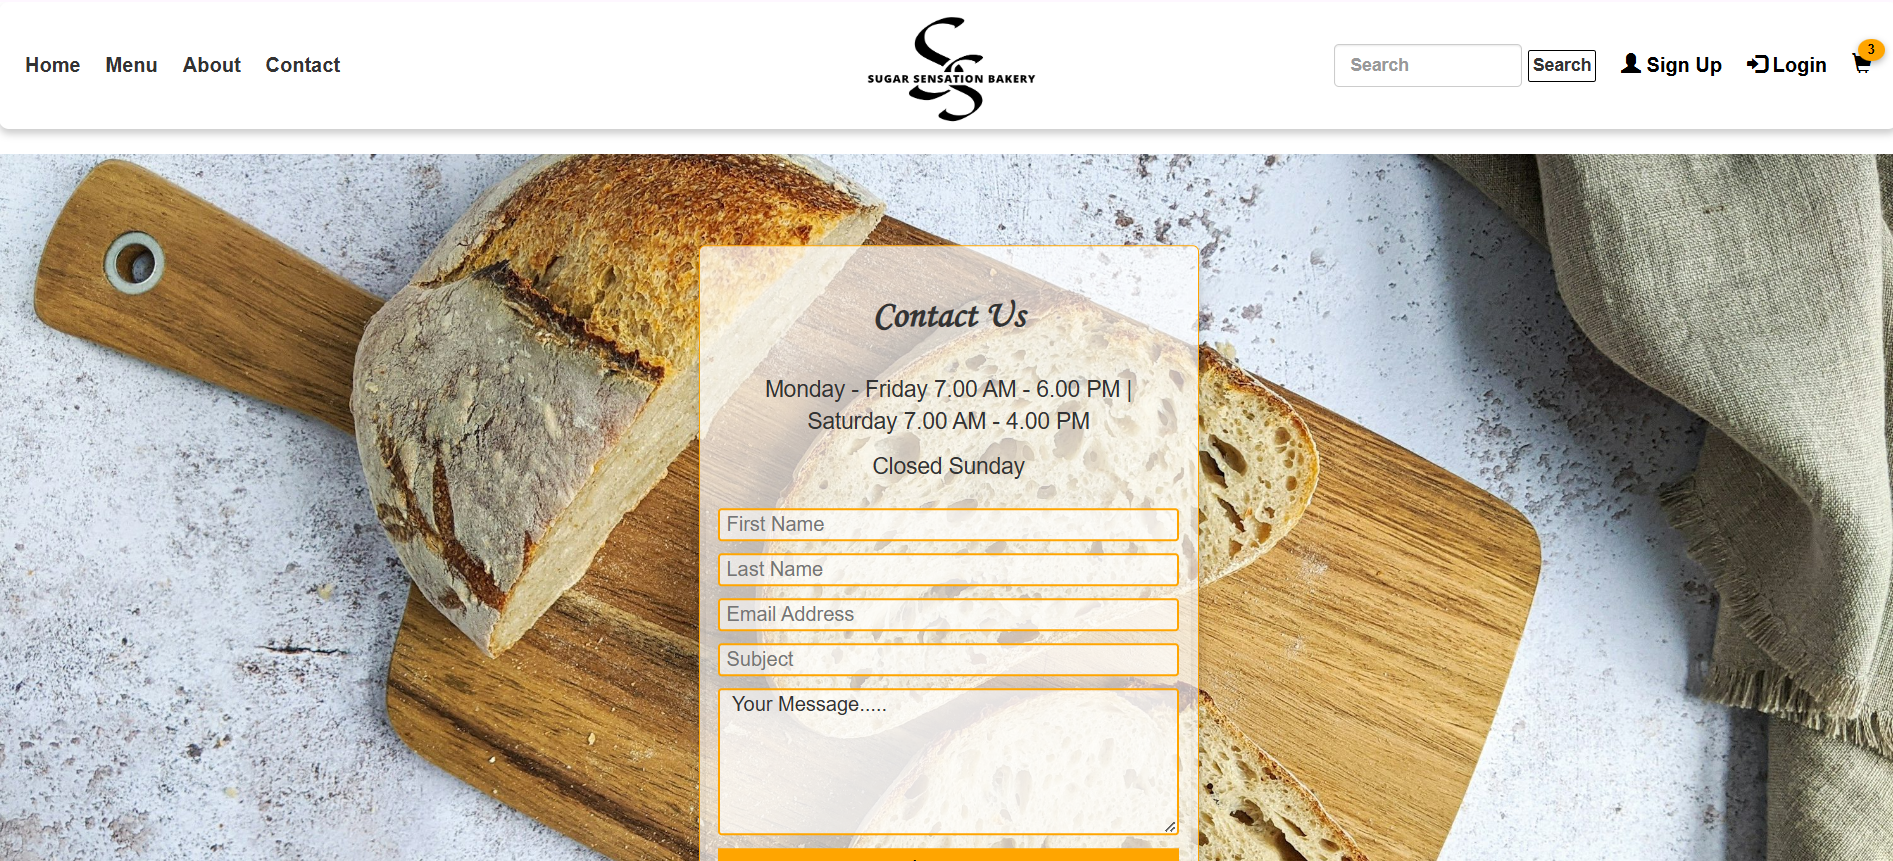 Home Menu About Contact
SUGAR SENSATION BAKERY
Search Search Sign Up Login 3
Contact Us
Monday - Friday 7.00 AM - 6.00 PM |
Saturday 7.00 AM - 4.00 PM
Closed Sunday
First Name
Last Name
Email Address
Subject
Your Message.....